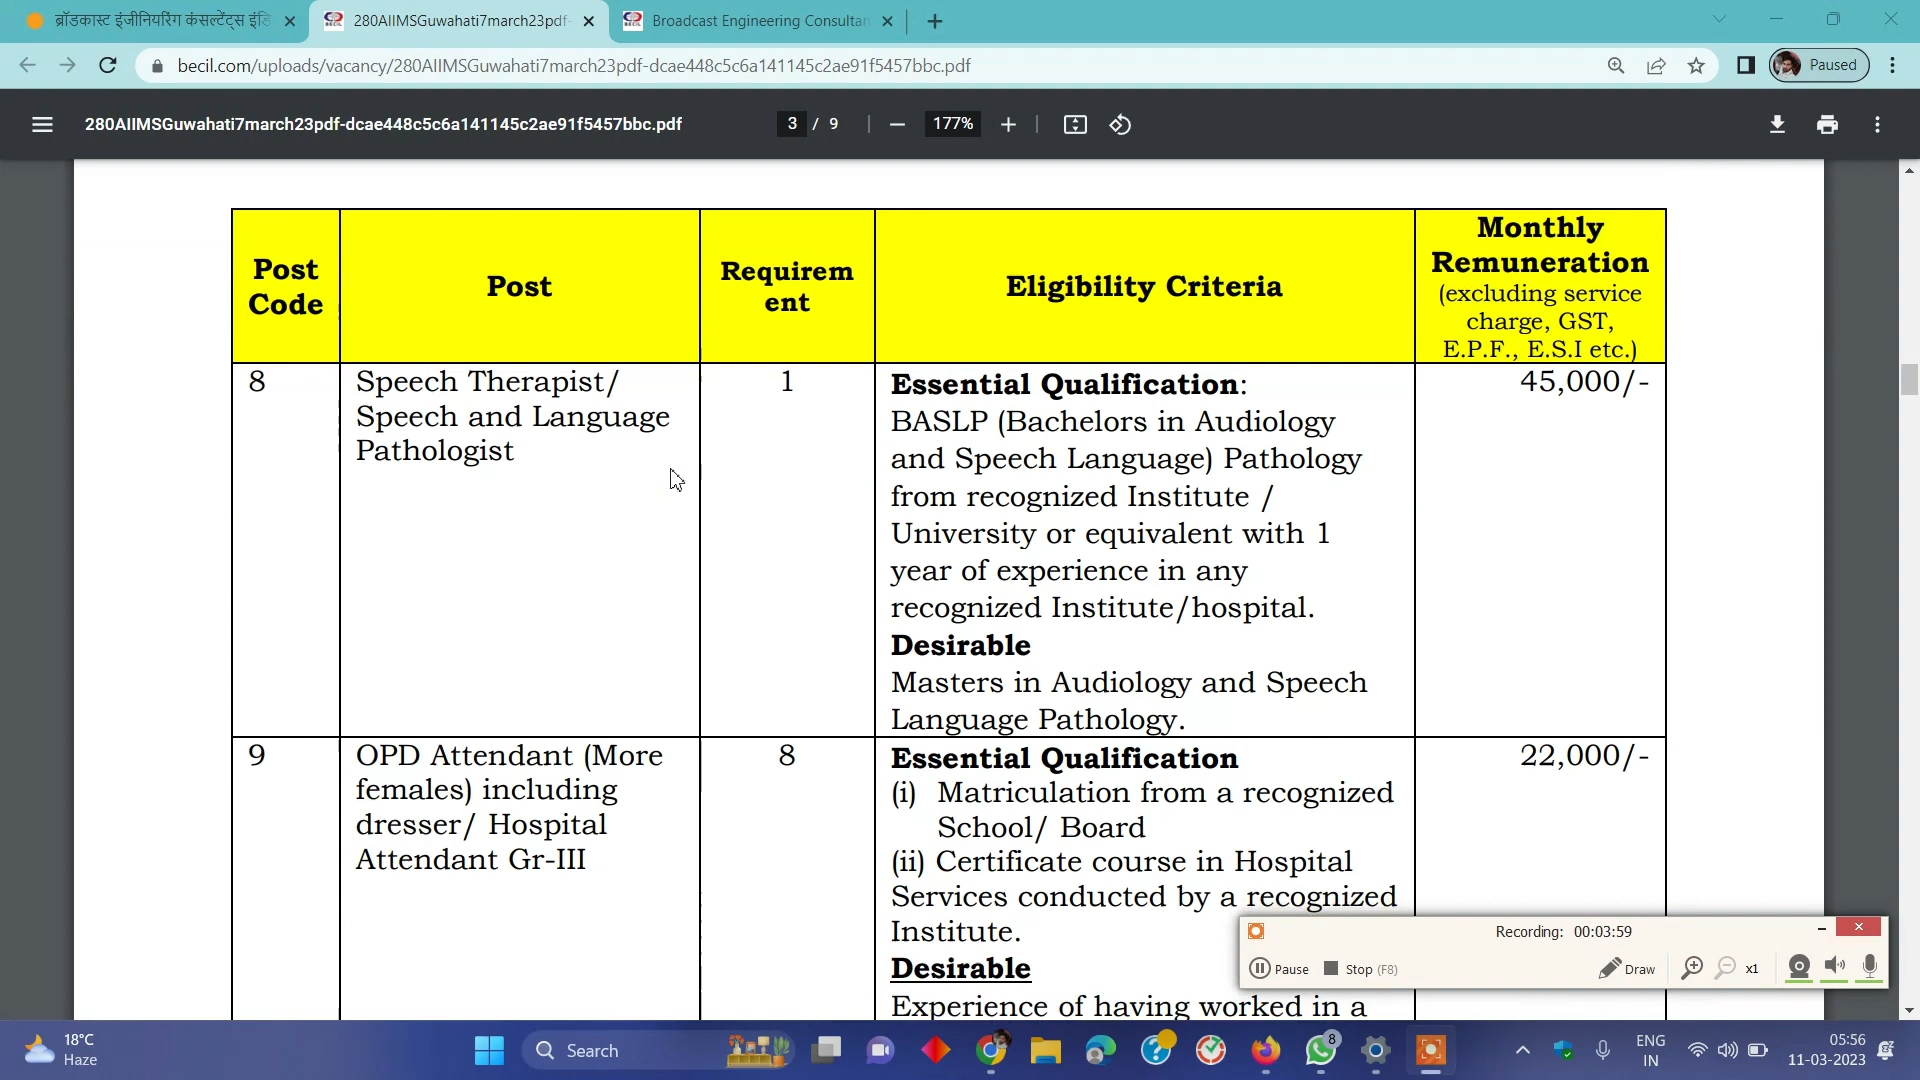 ब्रॉडकास्ट इंजीनियरिंग कंसल्टेंट्स इंडि
280AIIMSGuwahati7march23pdf-
Broadcast Engineering Consultan
becil.com/uploads/vacancy/280AIIMSGuwahati7march23pdf-dcae448c5c6a141145c2ae91f5457bbc.pdf
Paused
280AIIMSGuwahati7march23pdf-dcae448c5c6a141145c2ae91f5457bbc.pdf
3 / 9
177%
Post
Code
Post
Requirem
ent
Eligibility Criteria
Monthly
Remuneration
(excluding service
charge, GST,
E.P.F., E.S.I etc.)
8
Speech Therapist/
Speech and Language
Pathologist
1
Essential Qualification:
BASLP (Bachelors in Audiology
and Speech Language) Pathology
from recognized Institute /
University or equivalent with 1
year of experience in any
recognized Institute/hospital.
Desirable
Masters in Audiology and Speech
Language Pathology.
45,000/-
9
OPD Attendant (More
females) including
dresser/ Hospital
Attendant Gr-III
8
Essential Qualification
(i) Matriculation from a recognized
School/ Board
(ii) Certificate course in Hospital
Services conducted by a recognized
Institute.
Desirable
Experience of having worked in a
22,000/-
Recording: 00:03:59
Pause
Stop (F8)
Draw
x1
18°C
Haze
Search
8
ENG
IN
05:56
11-03-2023